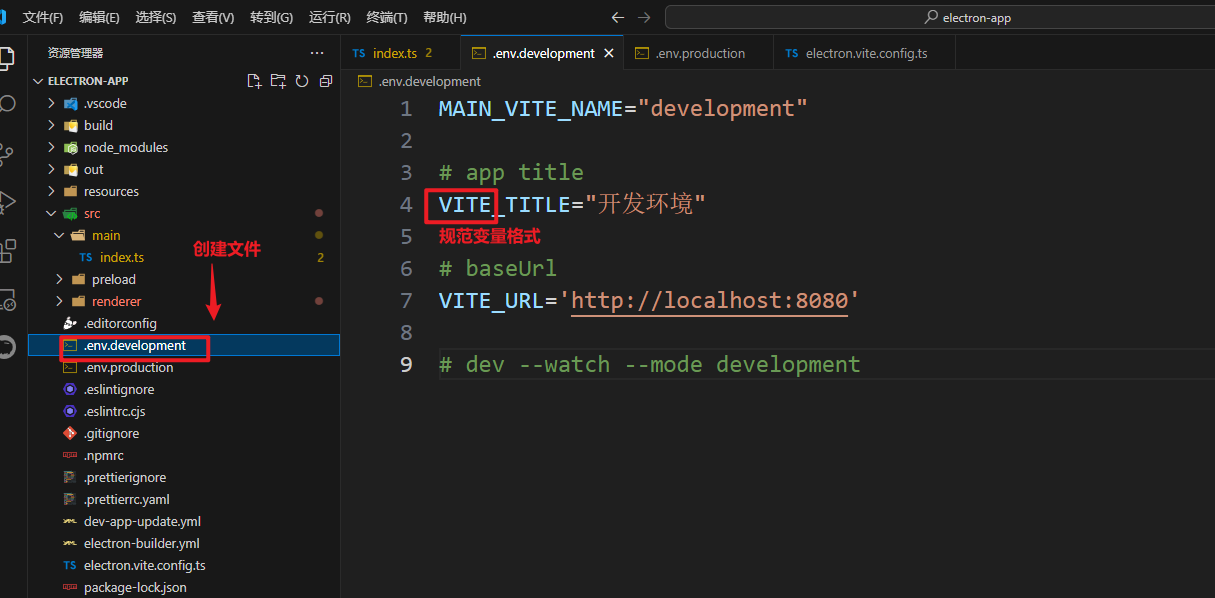 文件(F) 编辑(E) 选择(S) 查看(V) 转到(G) 运行(R) 终端(T) 帮助(H) electron-app
资源管理器 ...
ELECTRON-APP
.vscode
build
node_modules
out
resources
src
main
TS index.ts 2
preload
renderer
.editorconfig
.env.development
.env.production
.eslintignore
.eslintrc.cjs
.gitignore
.npmrc
.prettierignore
.prettierrc.yaml
dev-app-update.yml
electron-builder.yml
TS electron.vite.config.ts
package-lock.json
创建文件
TS index.ts 2 .env.development × .env.production TS electron.vite.config.ts
.env.development
1 MAIN_VITE_NAME="development"
2
3 # app title
4 VITE_TITLE="开发环境"
5 规范变量格式
6 # baseUrl
7 VITE_URL='http://localhost:8080'
8
9 # dev --watch --mode development